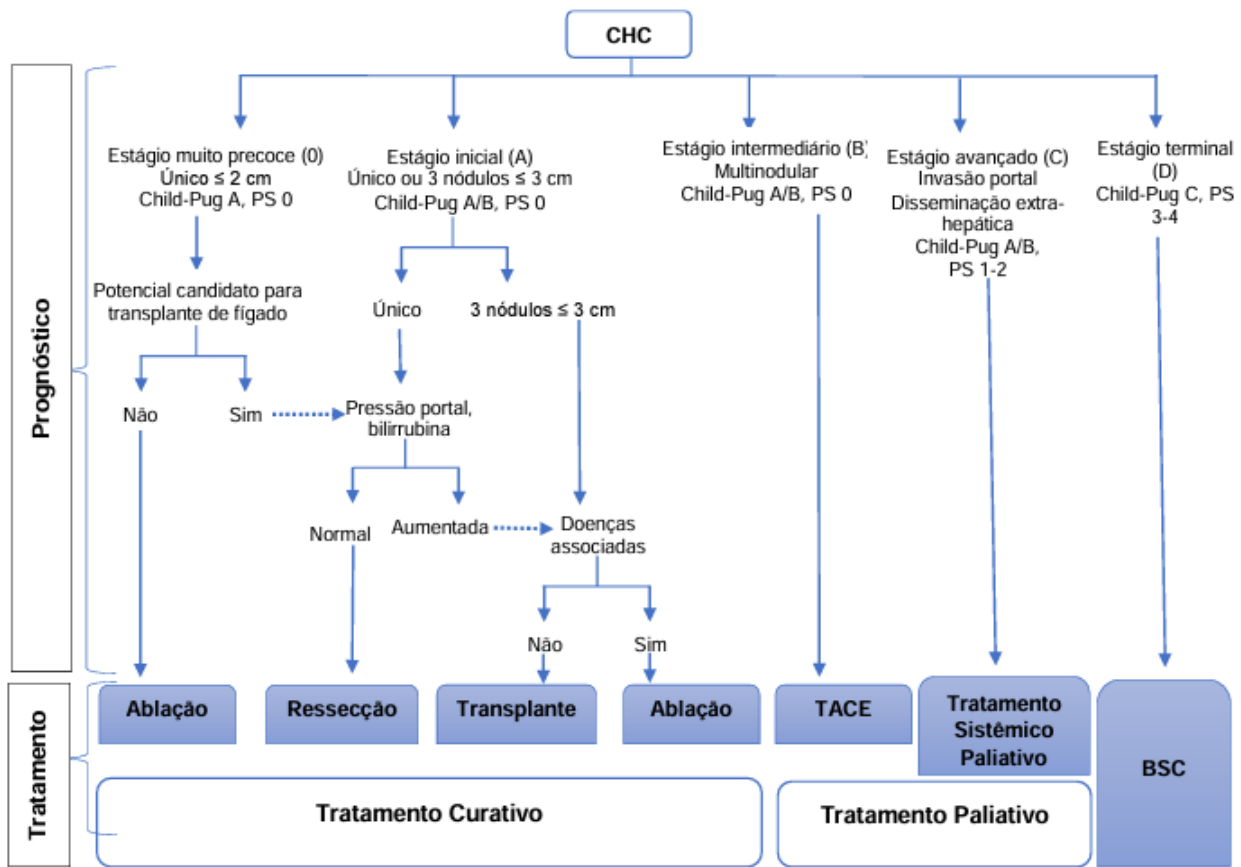 CHC
Prognóstico
Estágio muito precoce (0)
Único ≤ 2 cm
Child-Pug A, PS 0
Estágio inicial (A)
Único ou 3 nódulos ≤ 3 cm
Child-Pug A/B, PS 0
Estágio intermediário (B)
Multinodular
Child-Pug A/B, PS 0
Estágio avançado (C)
Invasão portal
Disseminação extra-
hepática
Child-Pug A/B,
PS 1-2
Estágio terminal
(D)
Child-Pug C, PS
3-4
Potencial candidato para
transplante de fígado
Único
3 nódulos ≤ 3 cm
Não
Sim
Pressão portal,
bilirrubina
Normal
Aumentada
Doenças
associadas
Não
Sim
Tratamento
Ablação
Ressecção
Transplante
Ablação
TACE
Tratamento
Sistêmico
Paliativo
BSC
Tratamento Curativo
Tratamento Paliativo